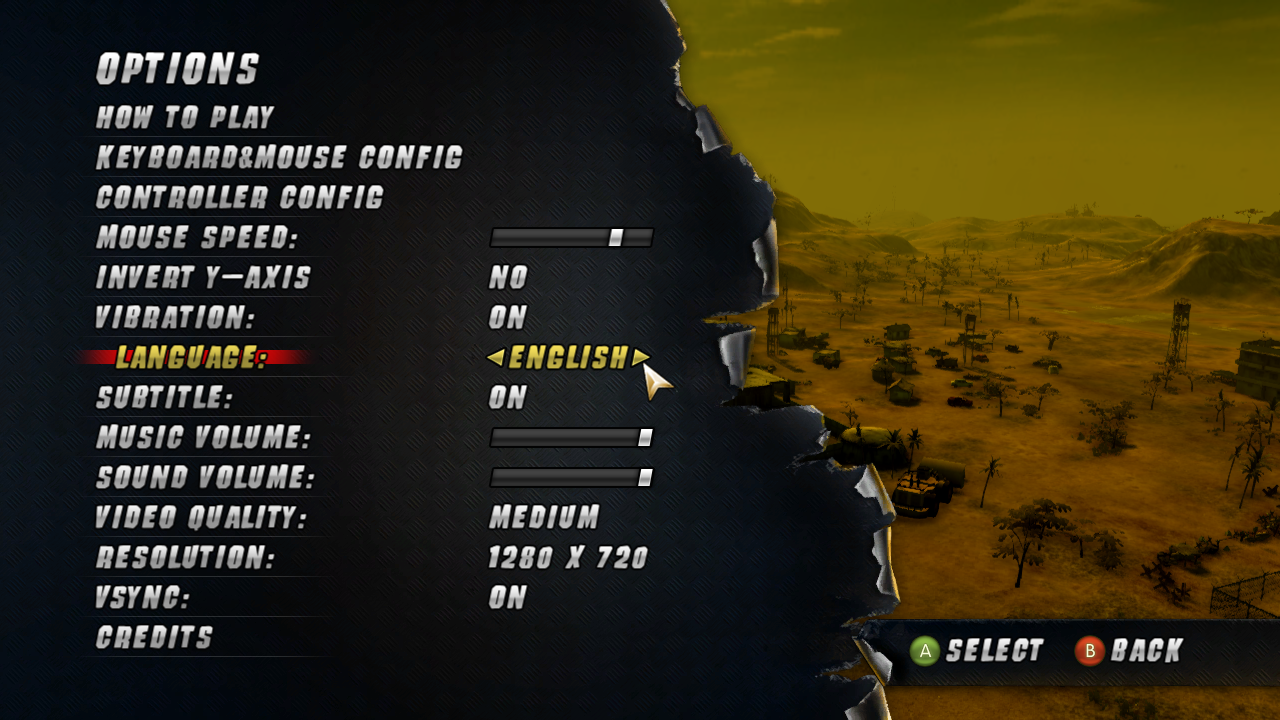 OPTIONS
HOW TO PLAY
KEYBOARD&MOUSE CONFIG
CONTROLLER CONFIG
MOUSE SPEED:
INVERT Y-AXIS NO
VIBRATION: ON
LANGUAGE: ENGLISH
SUBTITLE: ON
MUSIC VOLUME:
SOUND VOLUME:
VIDEO QUALITY: MEDIUM
RESOLUTION: 1280 X 720
VSYNC: ON
CREDITS
A SELECT B BACK